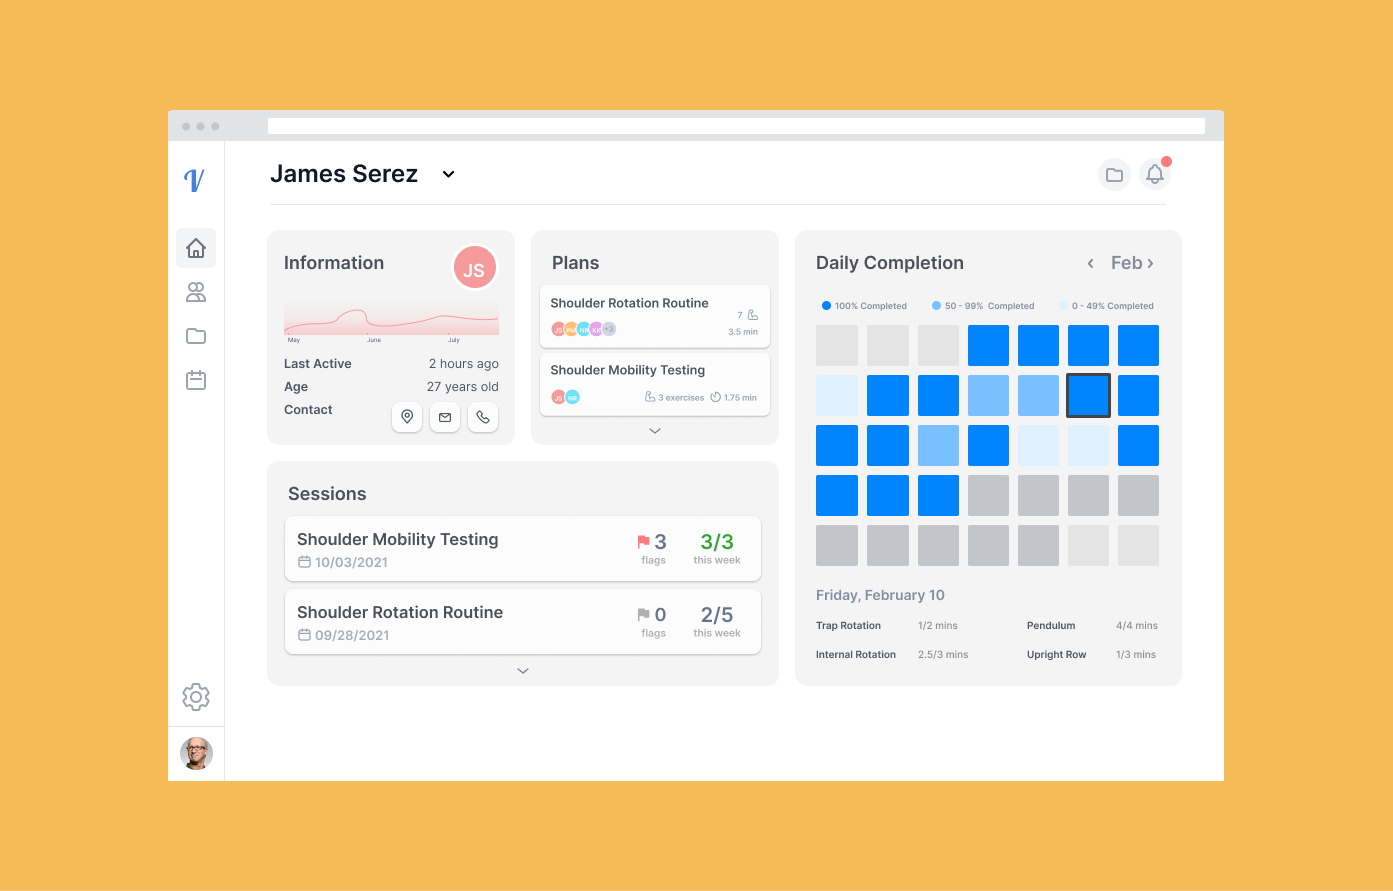 V
James Serez
Information
JS
May June July
Last Active 2 hours ago
Age 27 years old
Contact
Plans
Shoulder Rotation Routine
JS PM NR KK +3
7
3.5 min
Shoulder Mobility Testing
JS NR 3 exercises 1.75 min
Sessions
Shoulder Mobility Testing
10/03/2021
3
flags
3/3
this week
Shoulder Rotation Routine
09/28/2021
0
flags
2/5
this week
Daily Completion
Feb
100% Completed 50 - 99% Completed 0 - 49% Completed
Friday, February 10
Trap Rotation 1/2 mins Pendulum 4/4 mins
Internal Rotation 2.5/3 mins Upright Row 1/3 mins